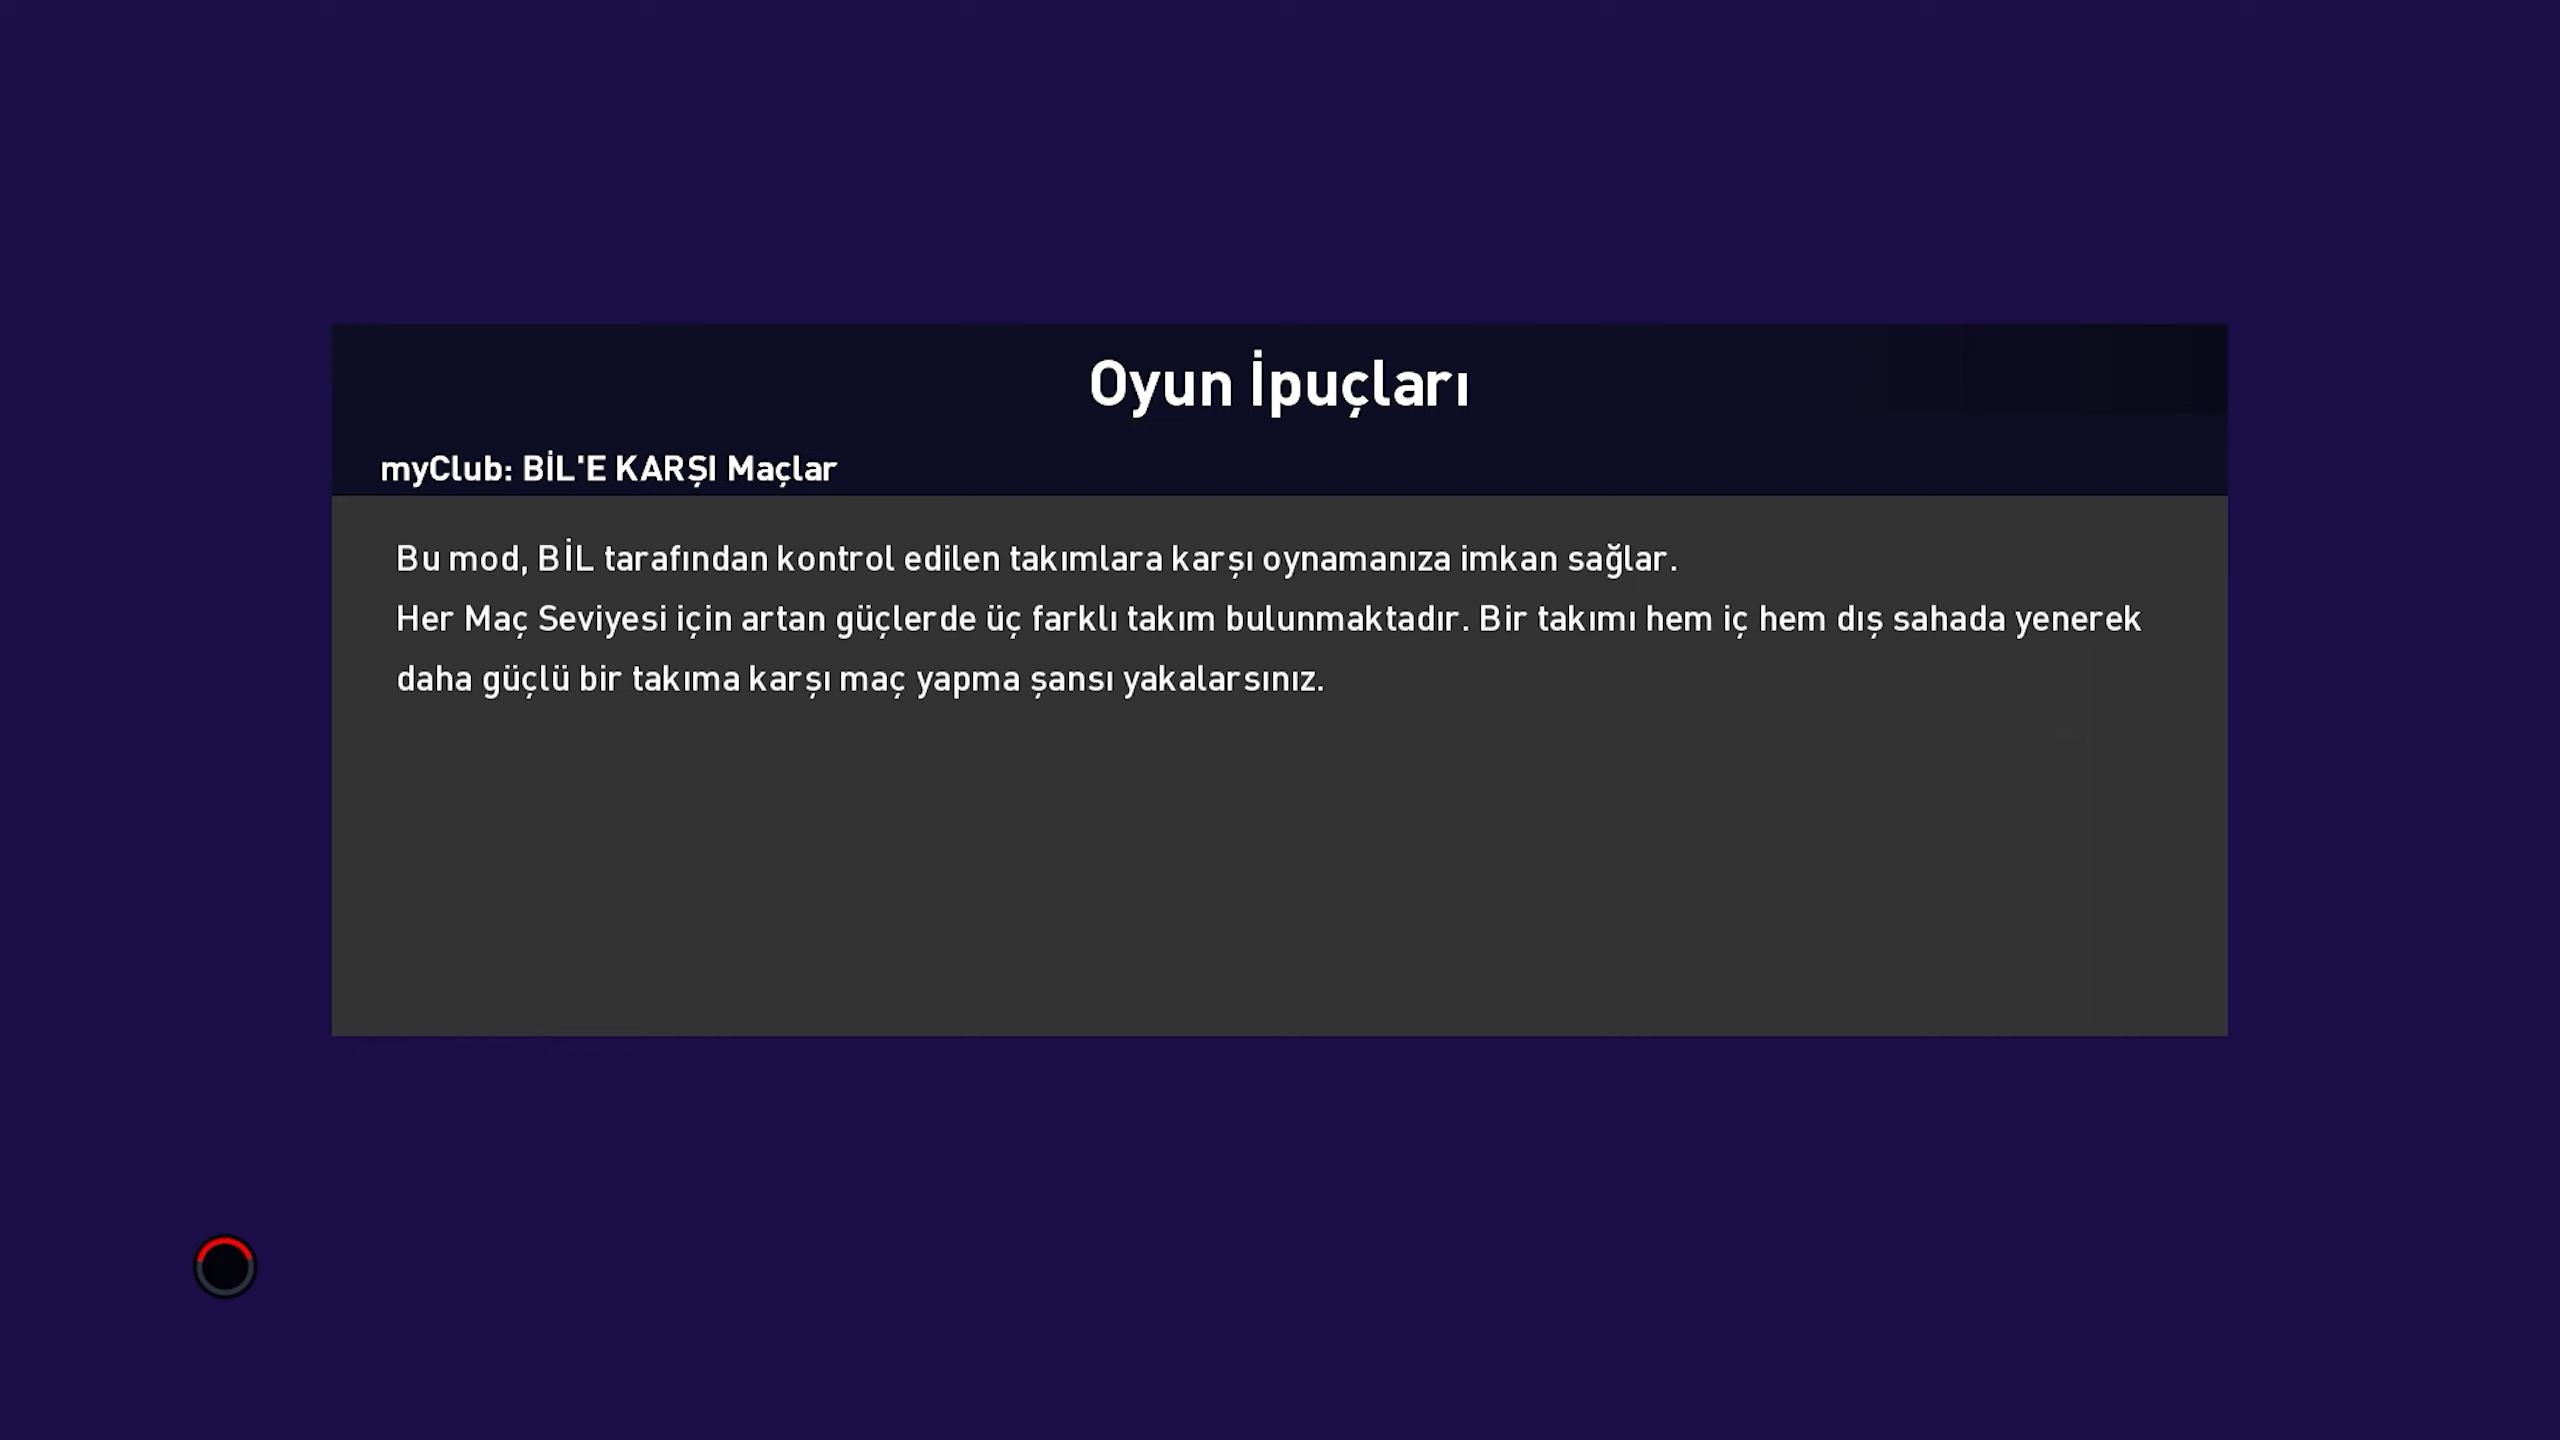 Oyun İpuçları
myClub: BİL'E KARŞI Maçlar
Bu mod, BİL tarafından kontrol edilen takımlara karşı oynamanıza imkan sağlar.
Her Maç Seviyesi için artan güçlerde üç farklı takım bulunmaktadır. Bir takımı hem iç hem dış sahada yenerek
daha güçlü bir takıma karşı maç yapma şansı yakalarsınız.